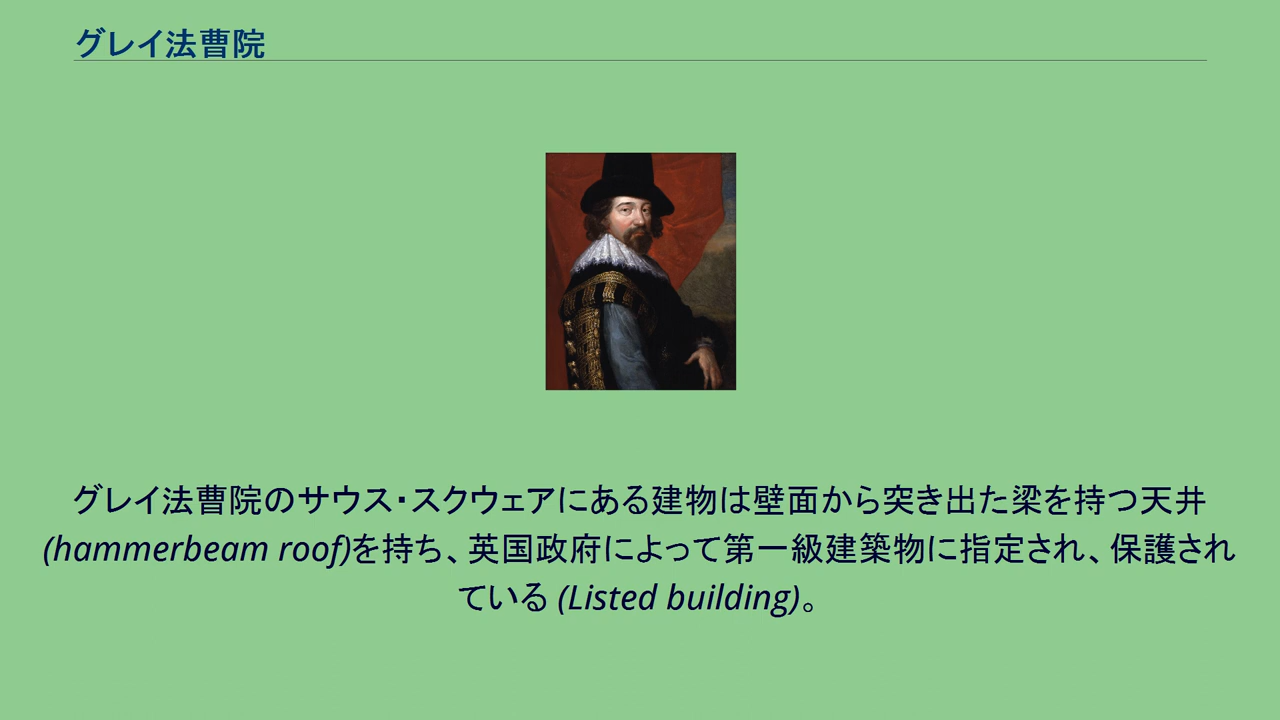 グレイ法曹院
グレイ法曹院のサウス・スクウェアにある建物は壁面から突き出た梁を持つ天井
(hammerbeam roof)を持ち、英国政府によって第一級建築物に指定され、保護され
ている (Listed building)。